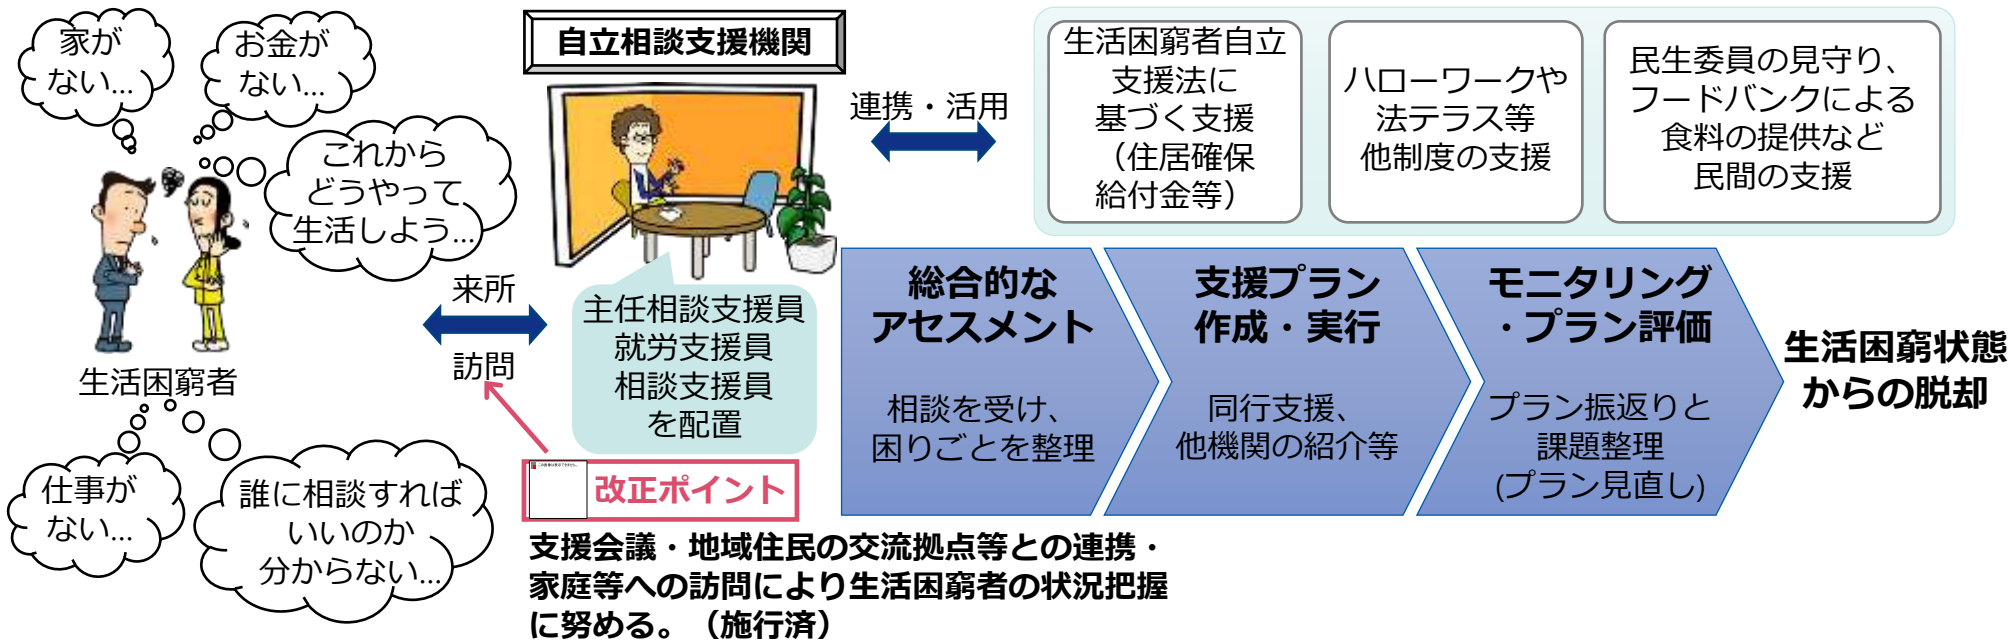 家が
ない…
お金が
ない…
これから
どうやって
生活しよう…
生活困窮者
仕事が
ない…
誰に相談すれば
いいのか
分からない…
来所
訪問
自立相談支援機関
主任相談支援員
就労支援員
相談支援員
を配置
改正ポイント
支援会議・地域住民の交流拠点等との連携・
家庭等への訪問により生活困窮者の状況把握
に努める。（施行済）
連携・活用
生活困窮者自立
支援法に
基づく支援
（住居確保
給付金等）
ハローワークや
法テラス等
他制度の支援
民生委員の見守り、
フードバンクによる
食料の提供など
民間の支援
総合的な
アセスメント
相談を受け、
困りごとを整理
支援プラン
作成・実行
同行支援、
他機関の紹介等
モニタリング
・プラン評価
プラン振返りと
課題整理
(プラン見直し)
生活困窮状態
からの脱却